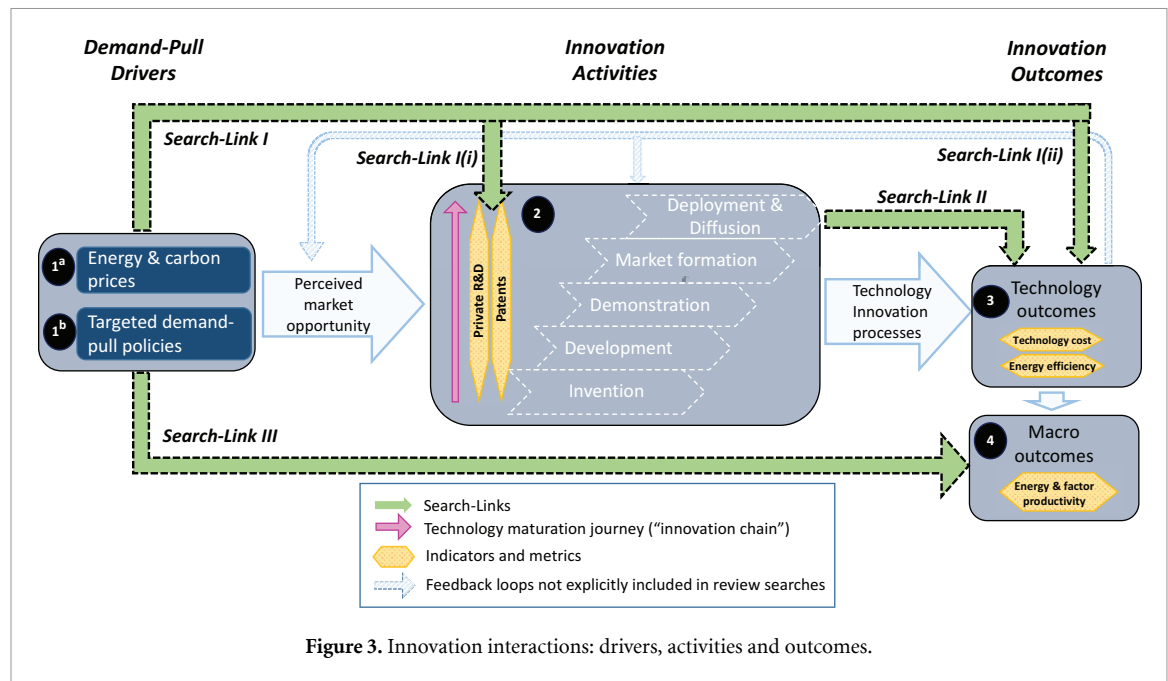 Demand-Pull
Drivers
Innovation
Activities
Innovation
Outcomes
Search-Link I
Search-Link I(i)
Search-Link I(ii)
Search-Link II
1a
Energy & carbon
prices
1b
Targeted demand-
pull policies
Perceived
market
opportunity
2
Private R&D
Patents
Deployment &
Diffusion
Market formation
Demonstration
Development
Invention
Technology
Innovation
processes
3
Technology
outcomes
Technology cost
Energy efficiency
4
Macro
outcomes
Energy & factor
productivity
Search-Link III
Search-Links
Technology maturation journey (“innovation chain”)
Indicators and metrics
Feedback loops not explicitly included in review searches
Figure 3. Innovation interactions: drivers, activities and outcomes.